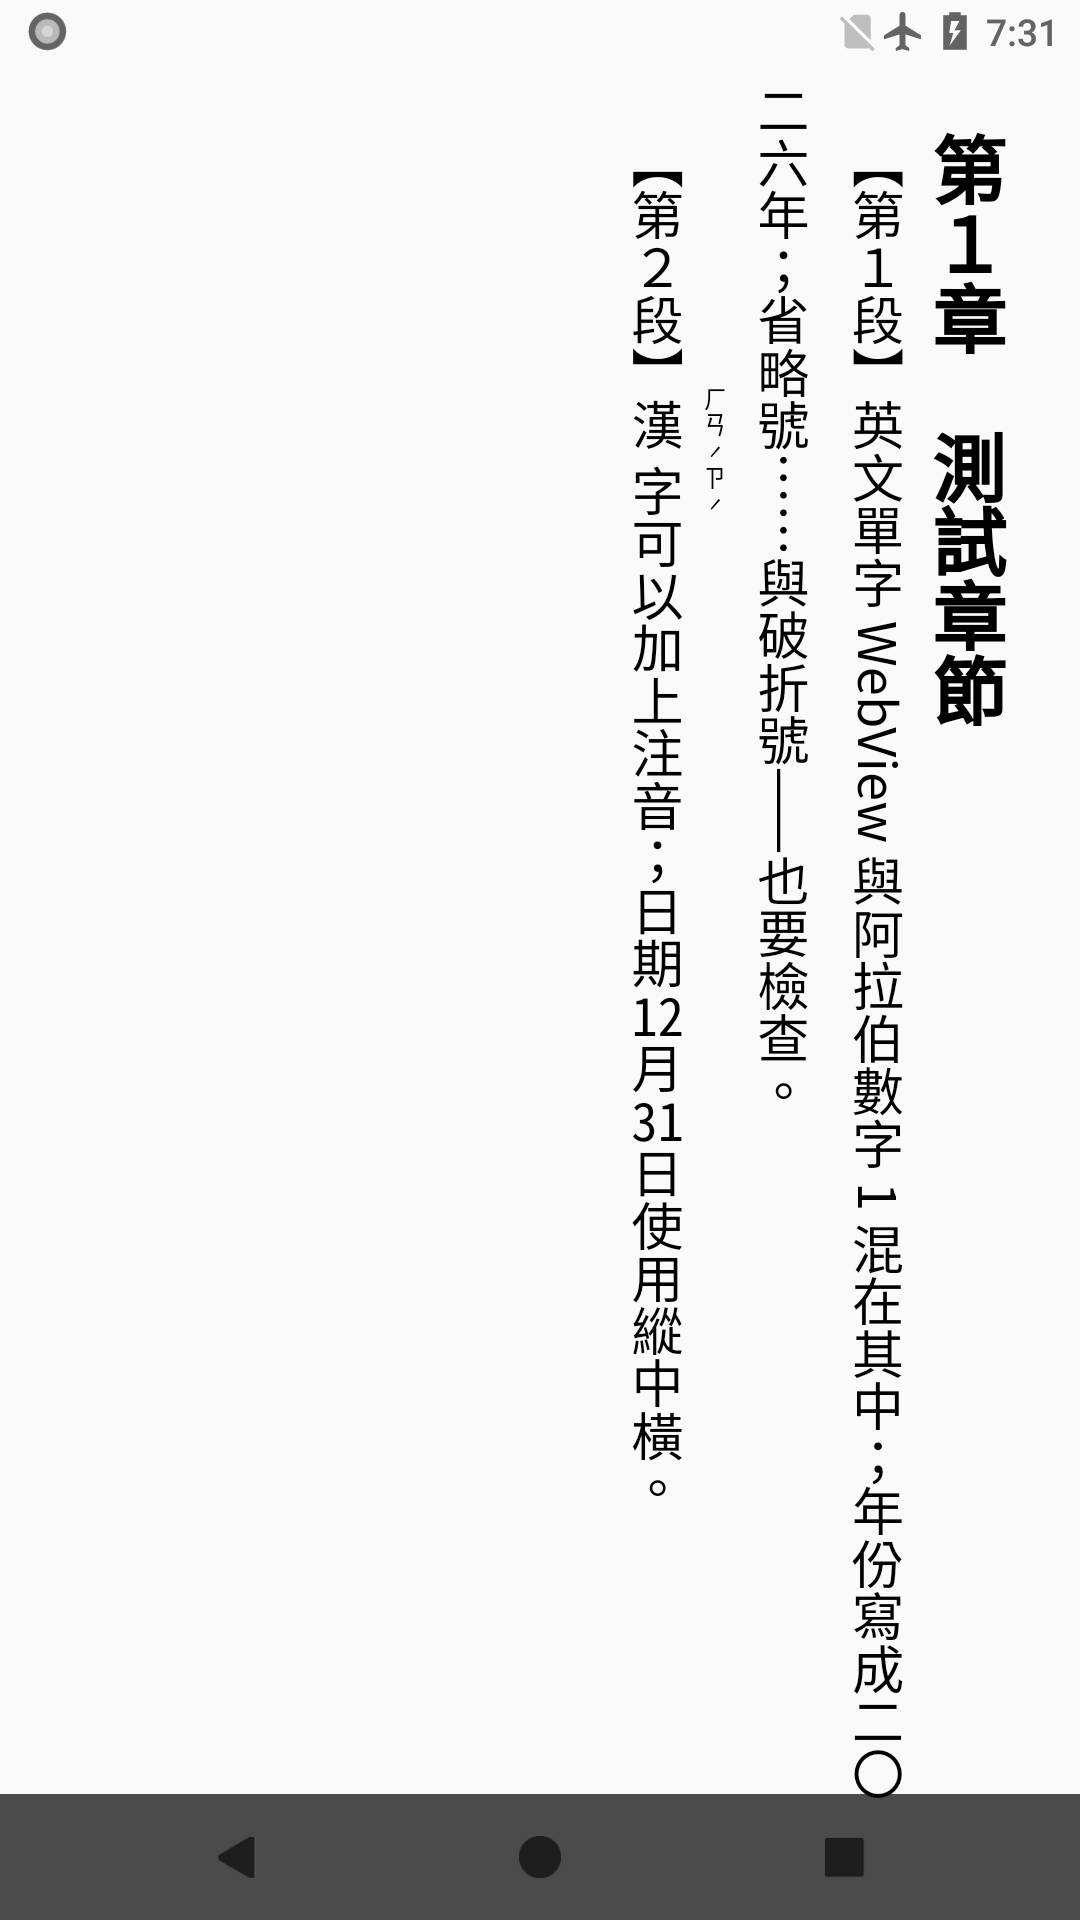 7:31
第１章　測試章節
【第１段】英文單字 WebView 與阿拉伯數字 1 混在其中；年份寫成二〇
二六年；省略號……與破折號——也要檢查。
ㄏㄢˊㄗˋ
【第２段】漢字可以加上注音；日期12月31日使用縱中橫。